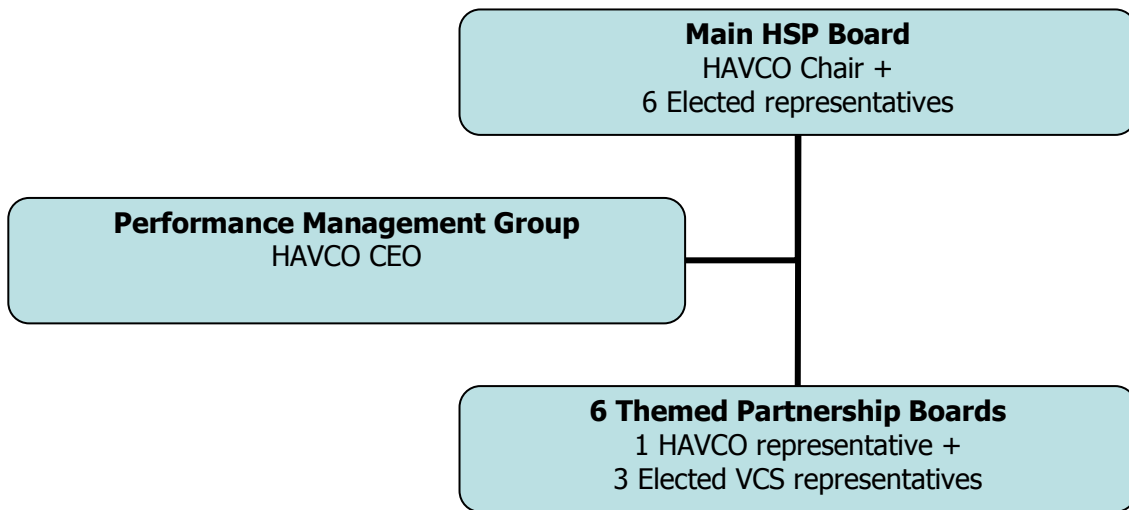 Main HSP Board
HAVCO Chair +
6 Elected representatives
Performance Management Group
HAVCO CEO
6 Themed Partnership Boards
1 HAVCO representative +
3 Elected VCS representatives